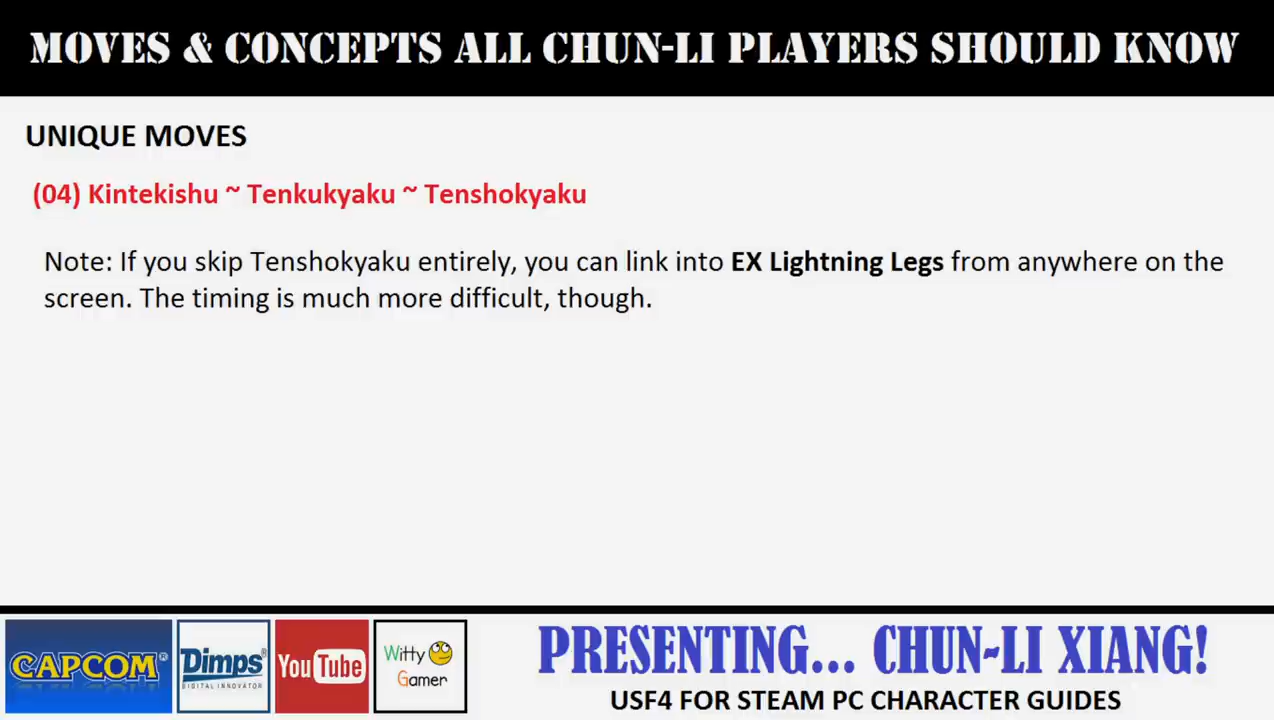 MOVES & CONCEPTS ALL CHUN-LI PLAYERS SHOULD KNOW
UNIQUE MOVES
(04) Kintekishu ~ Tenkukyaku ~ Tenshokyaku
Note: If you skip Tenshokyaku entirely, you can link into EX Lightning Legs from anywhere on the
screen. The timing is much more difficult, though.
CAPCOM®
Dimps®
DIGITAL INNOVATOR
YouTube
Witty
Gamer
PRESENTING... CHUN-LI XIANG!
USF4 FOR STEAM PC CHARACTER GUIDES